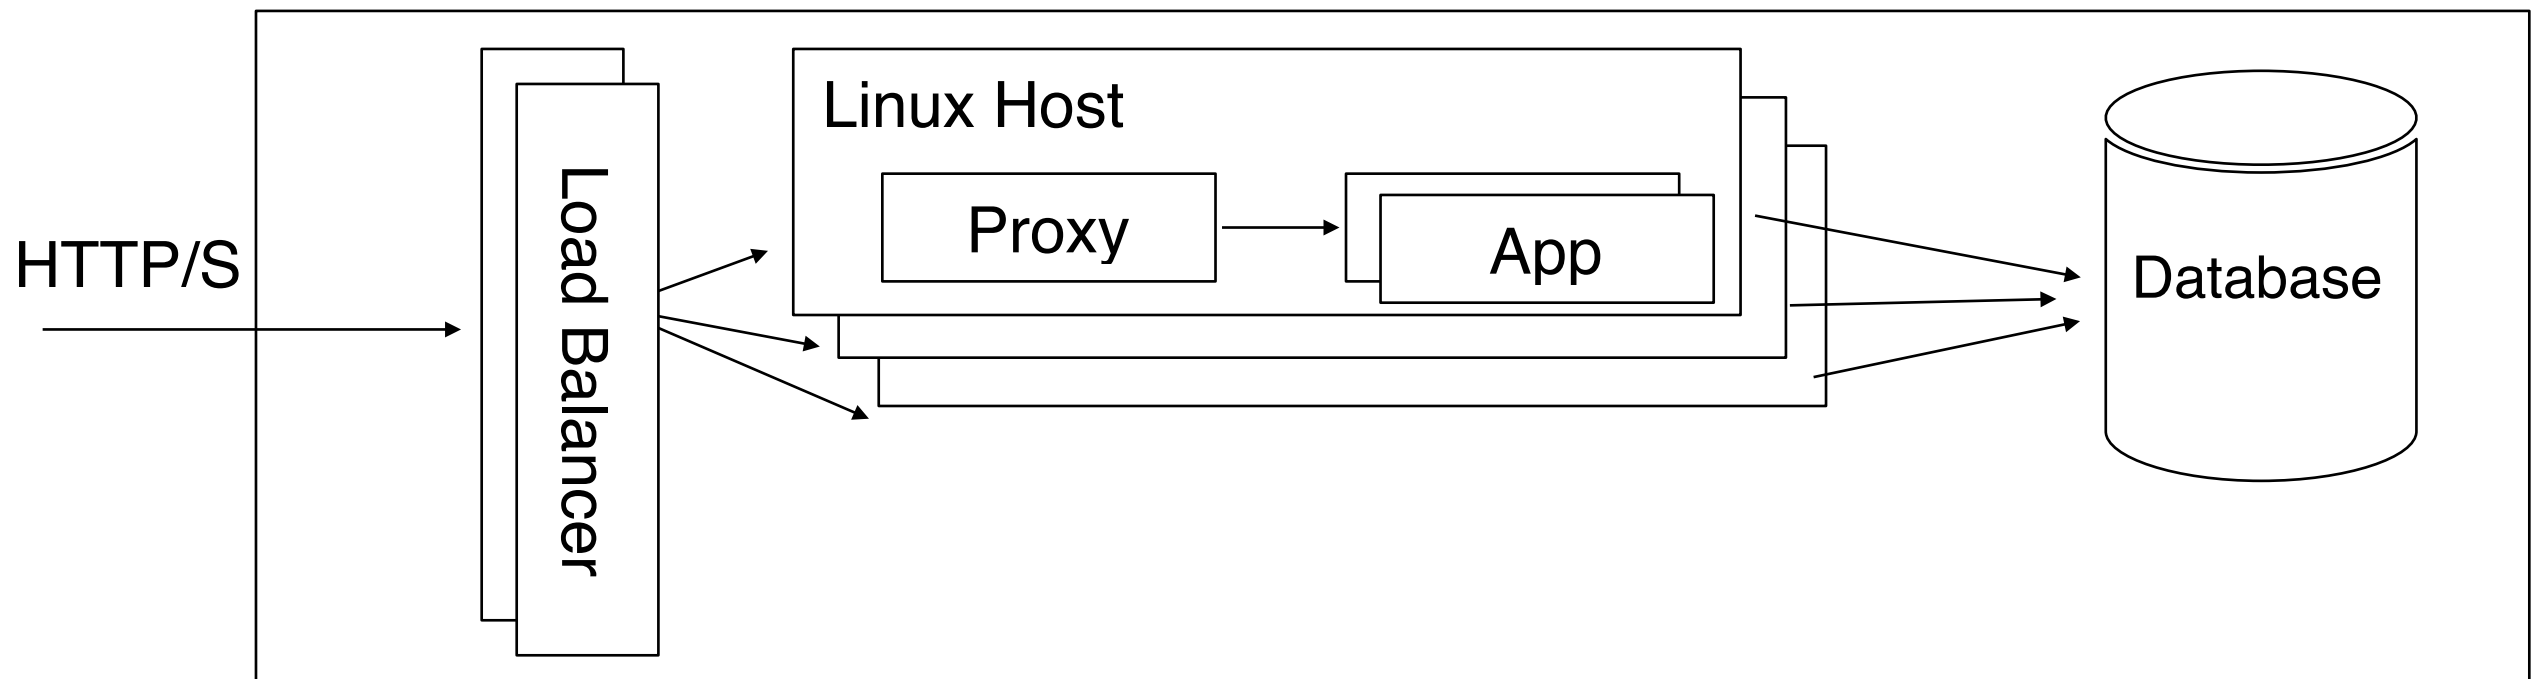 HTTP/S
Load Balancer
Linux Host
Proxy
App
Database